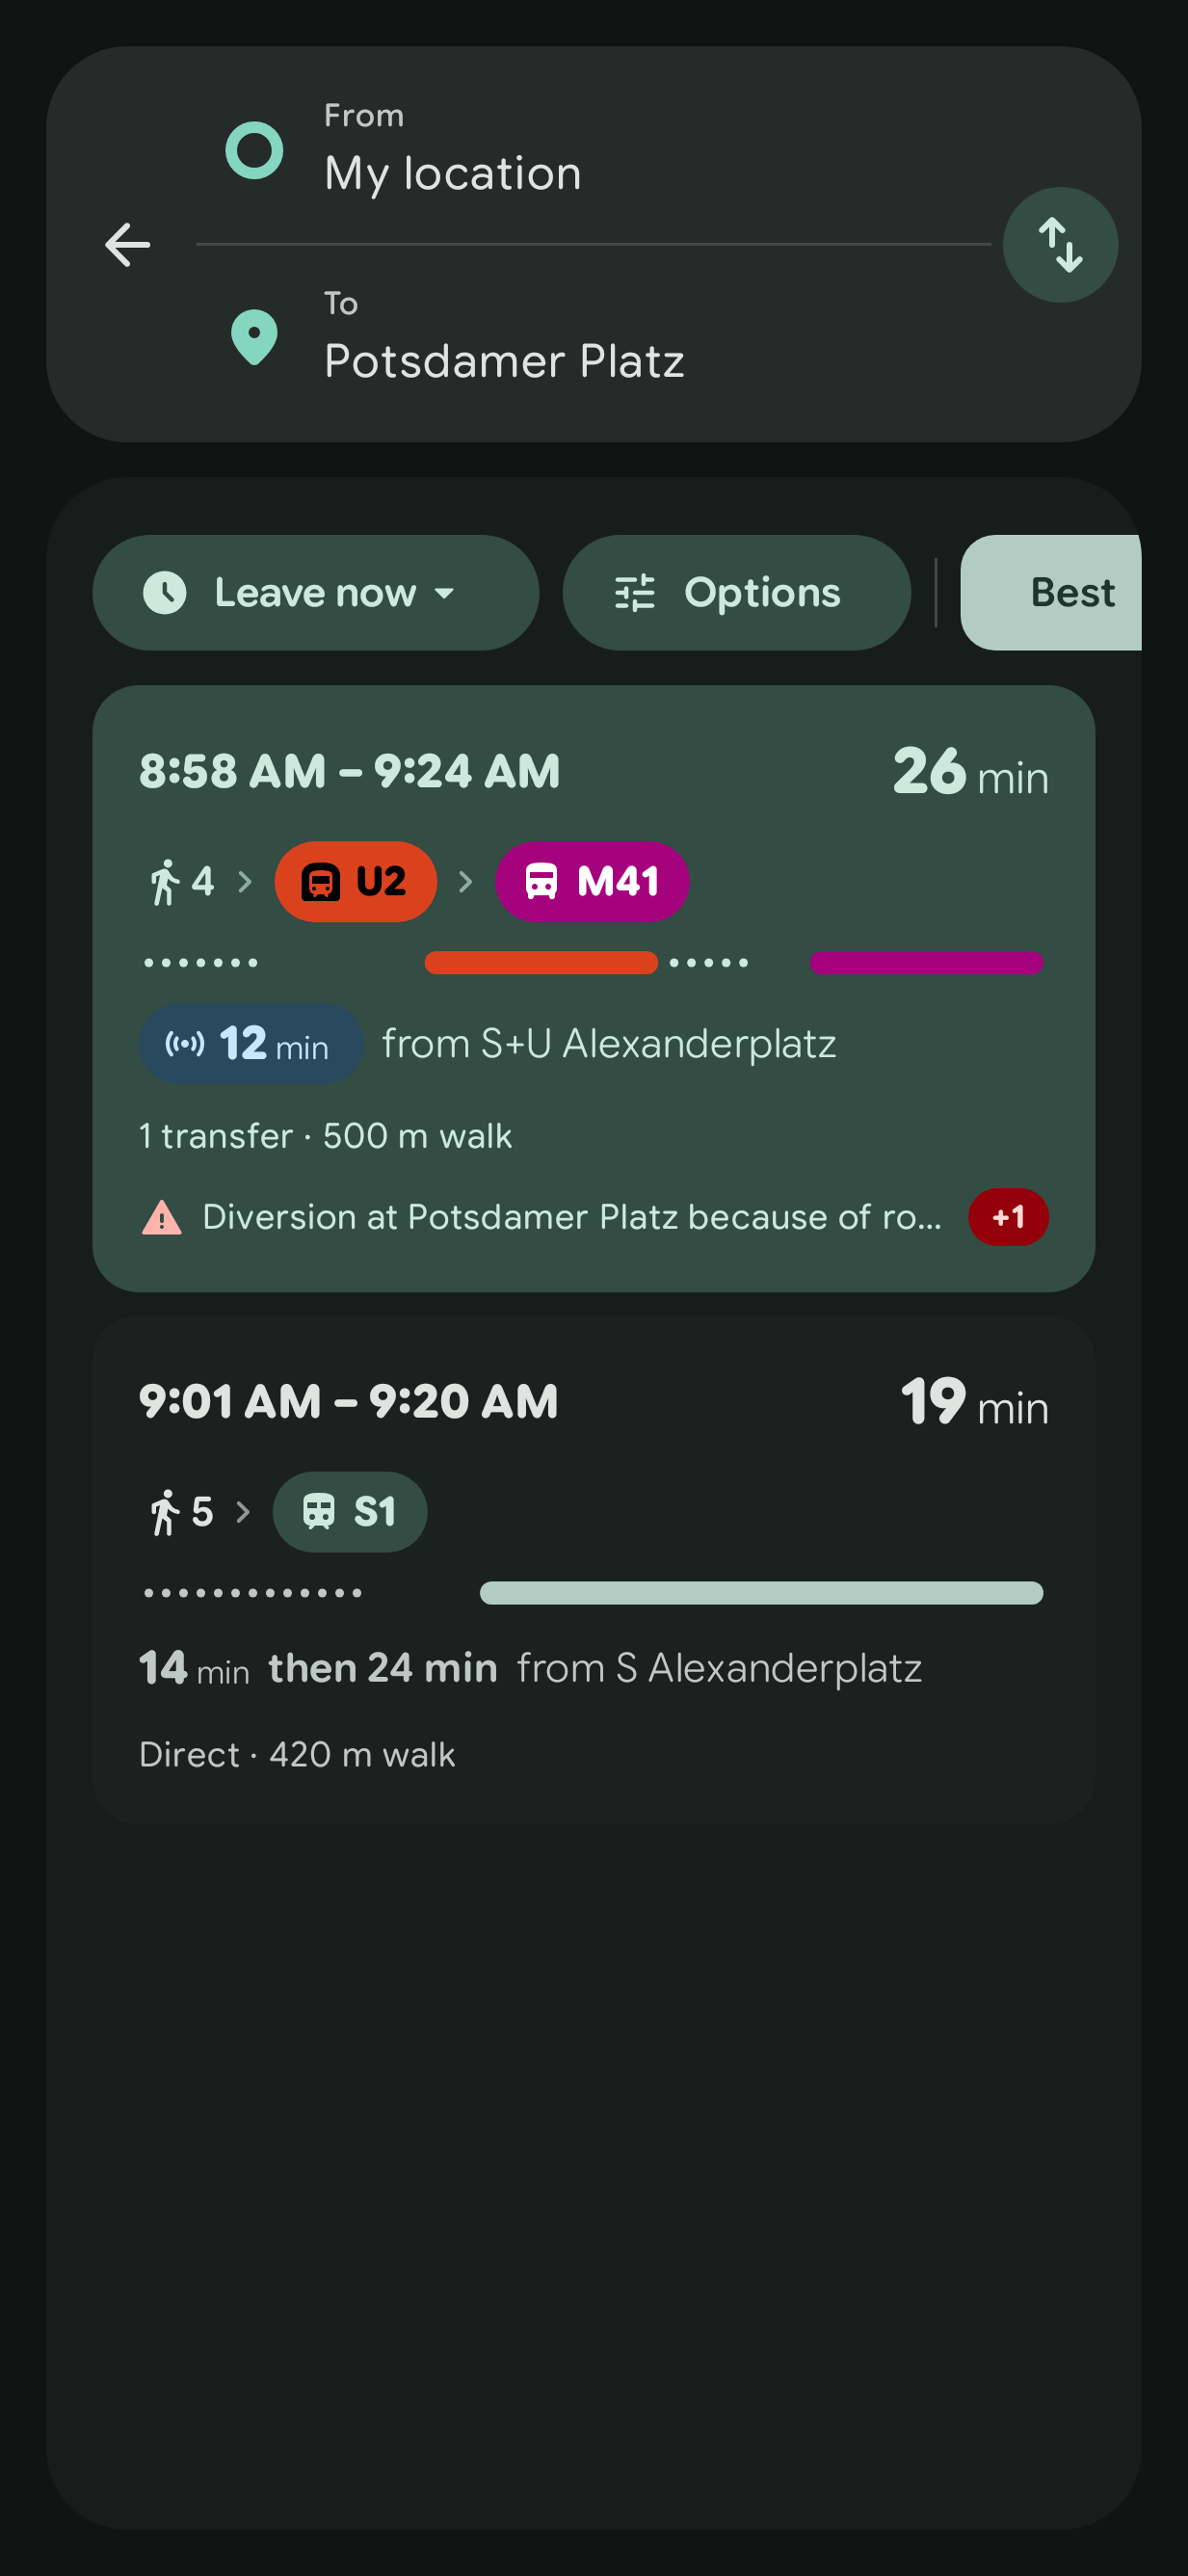 From
My location
To
Potsdamer Platz
Leave now
Options
Best
8:58 AM – 9:24 AM
26 min
4
U2
M41
12 min from S+U Alexanderplatz
1 transfer · 500 m walk
Diversion at Potsdamer Platz because of ro...
+1
9:01 AM – 9:20 AM
19 min
5
S1
14 min then 24 min from S Alexanderplatz
Direct · 420 m walk